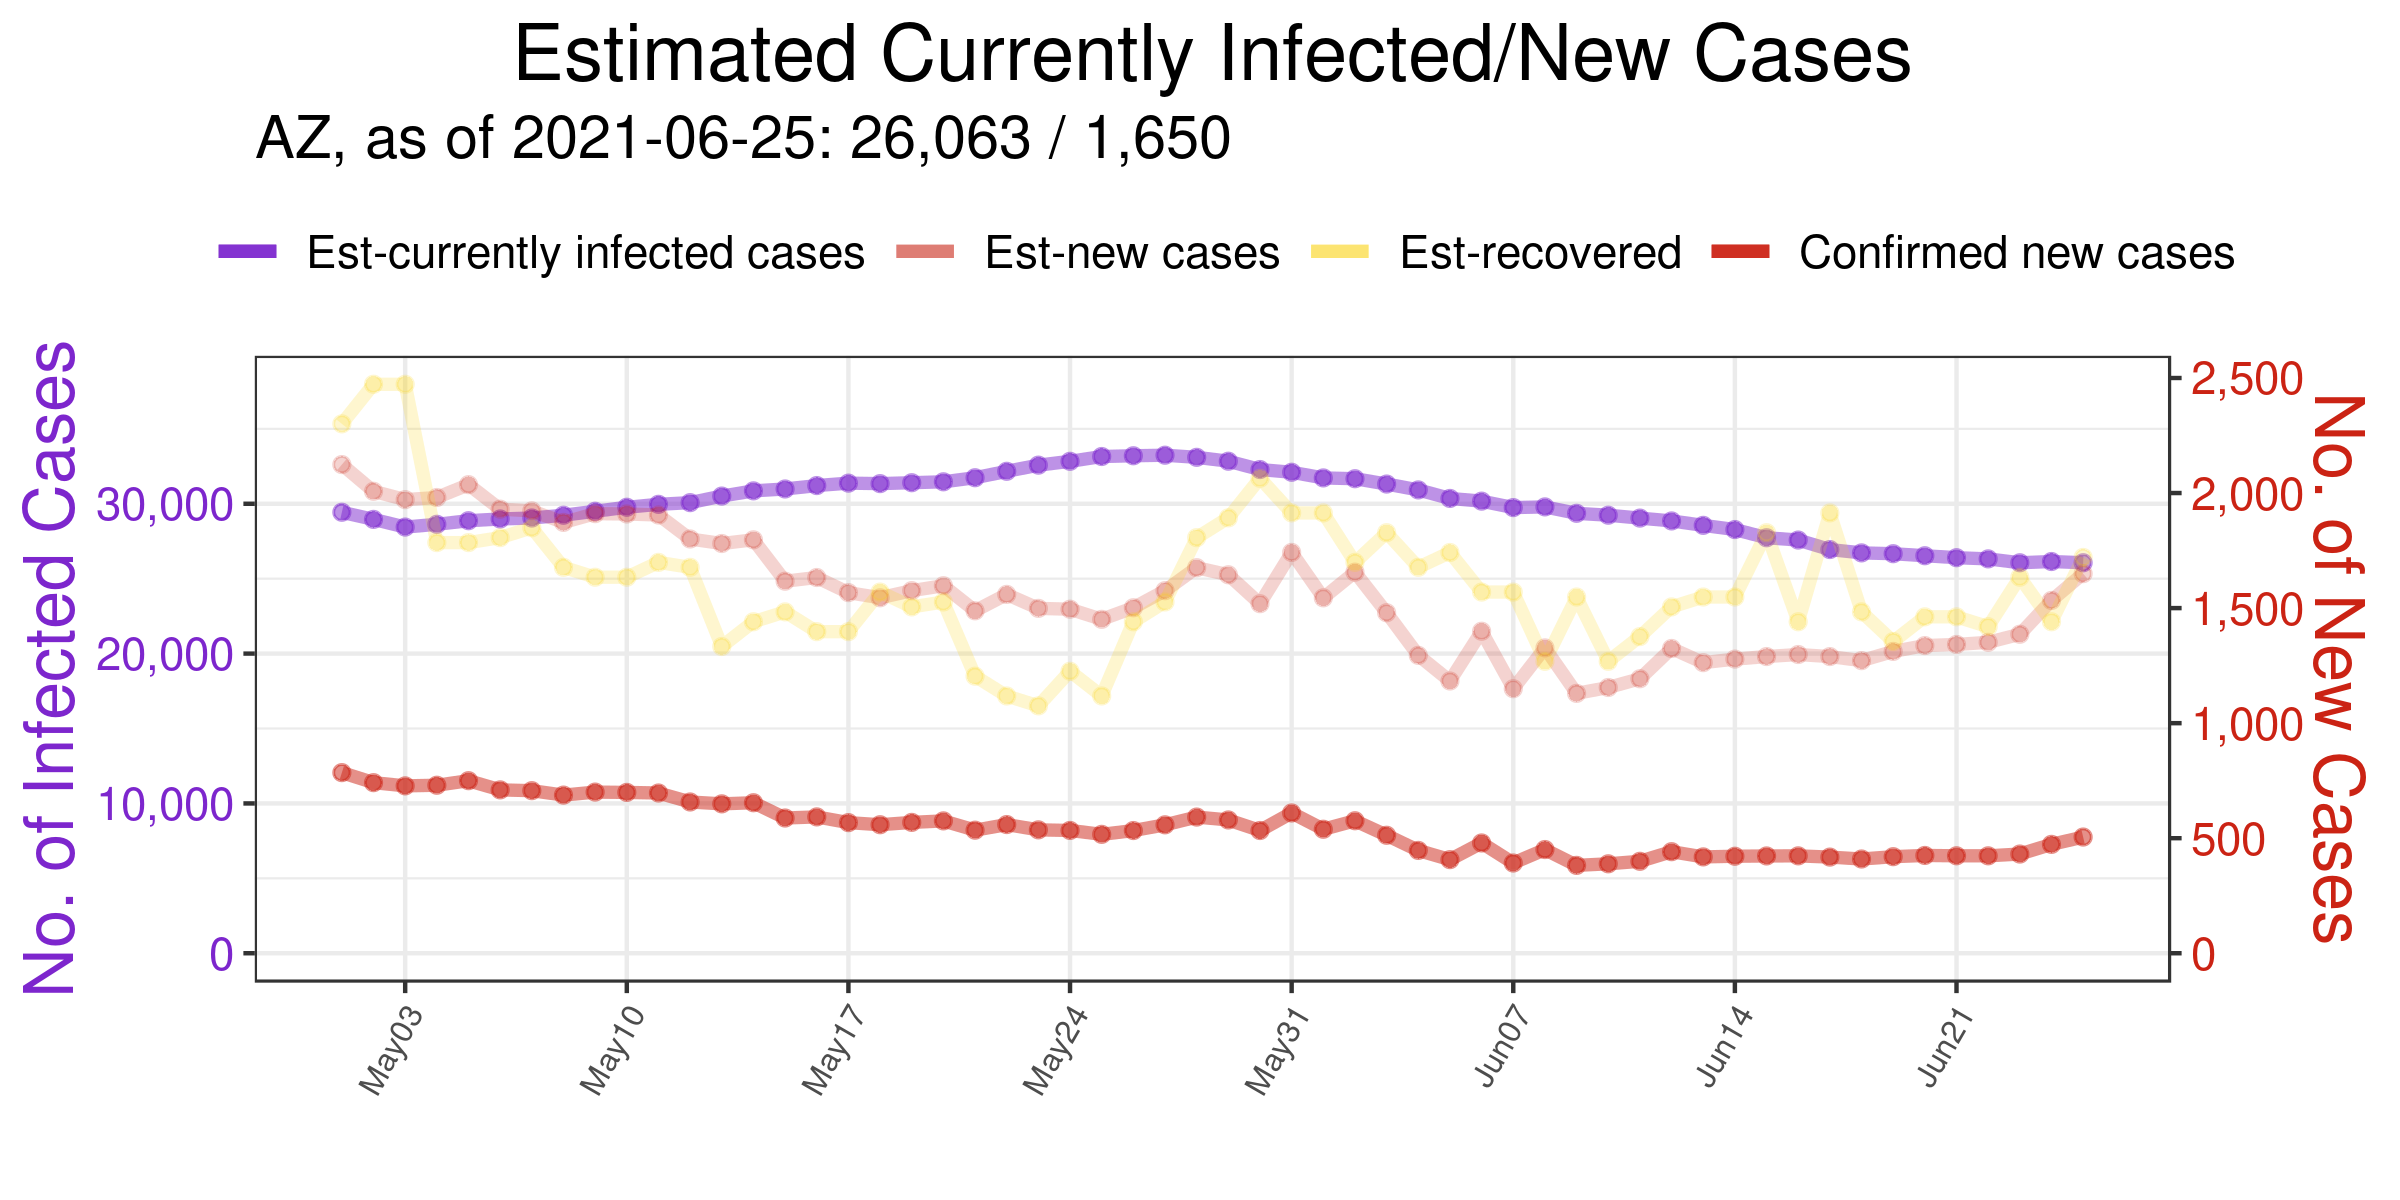 Estimated Currently Infected/New Cases
AZ, as of 2021-06-25: 26,063 / 1,650
Est-currently infected cases Est-new cases Est-recovered Confirmed new cases
No. of Infected Cases
30,000
20,000
10,000
0
2,500
2,000
1,500
1,000
500
0
No. of New Cases
May03 May10 May17 May24 May31 Jun07 Jun14 Jun21